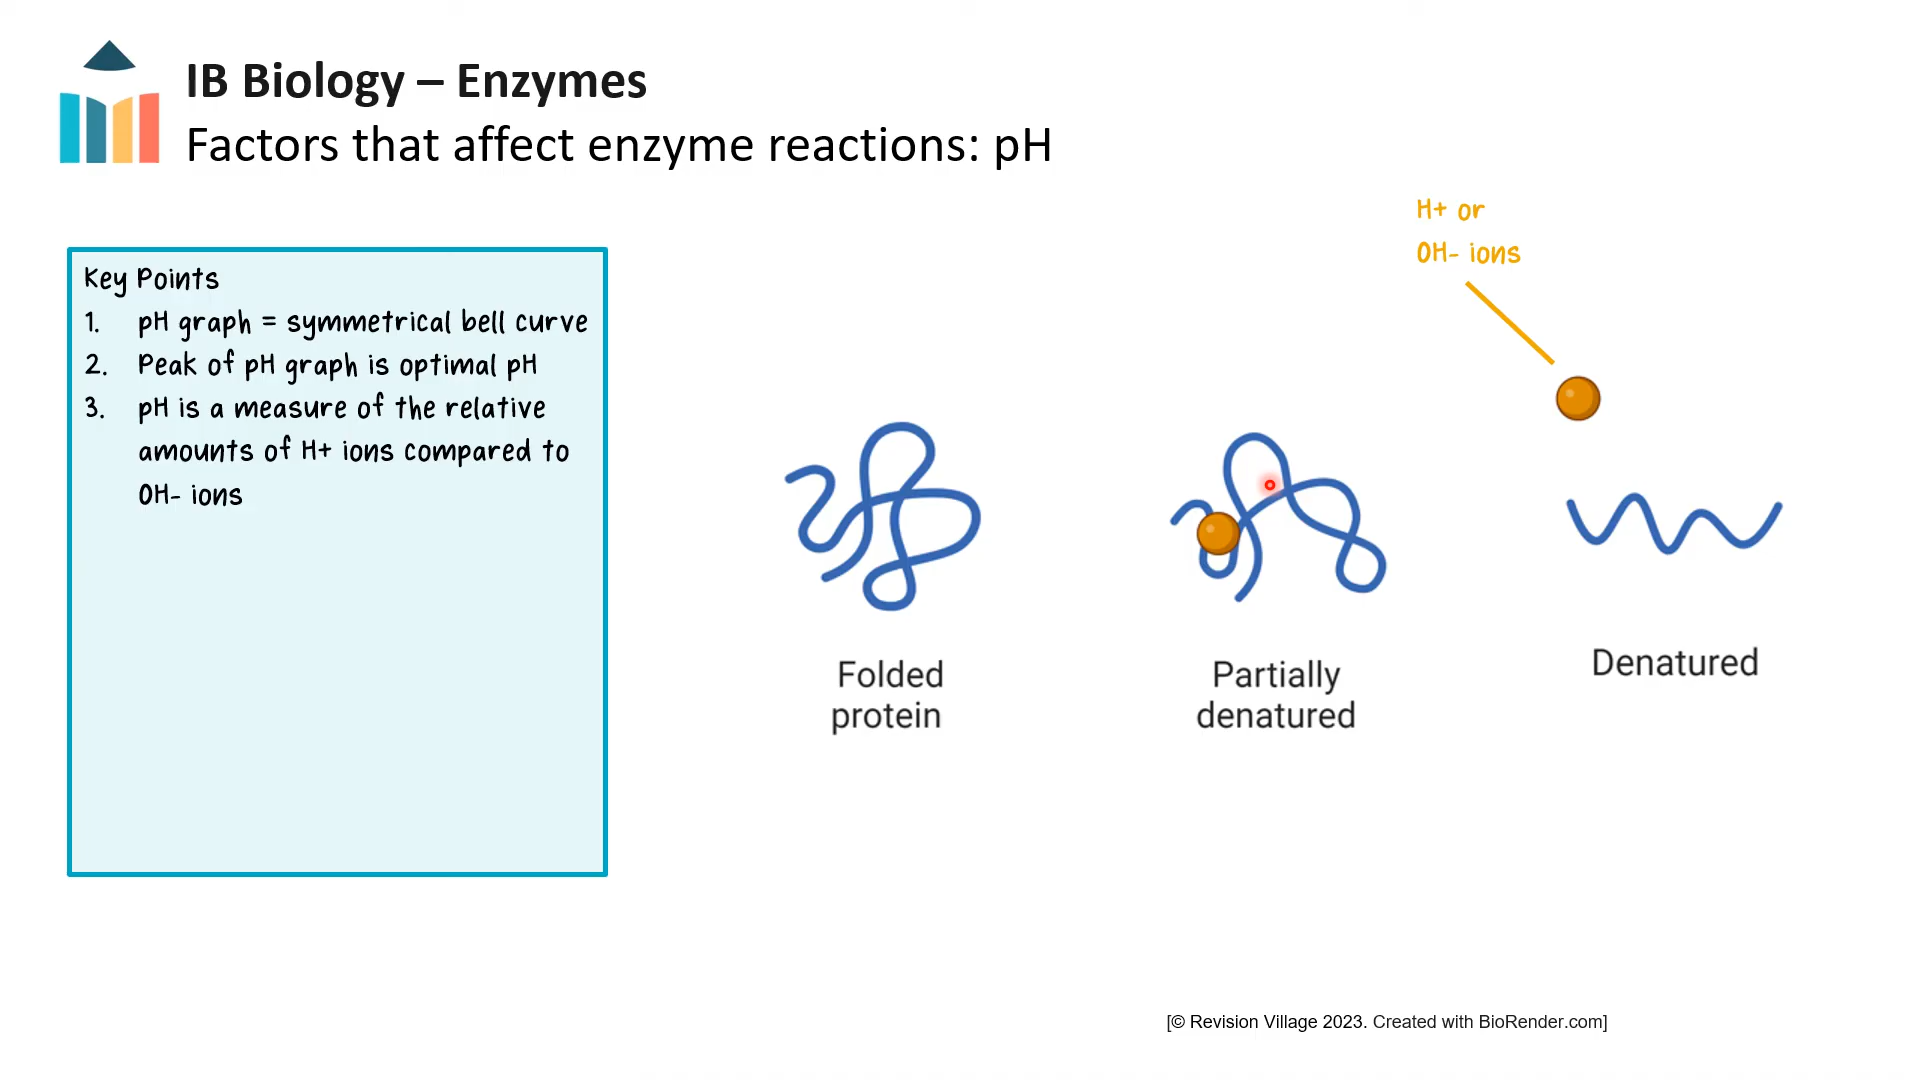 IB Biology – Enzymes
Factors that affect enzyme reactions: pH
Key Points
1. pH graph = symmetrical bell curve
2. Peak of pH graph is optimal pH
3. pH is a measure of the relative
amounts of H+ ions compared to
OH- ions
H+ or
OH- ions
Folded
protein
Partially
denatured
Denatured
[© Revision Village 2023. Created with BioRender.com]